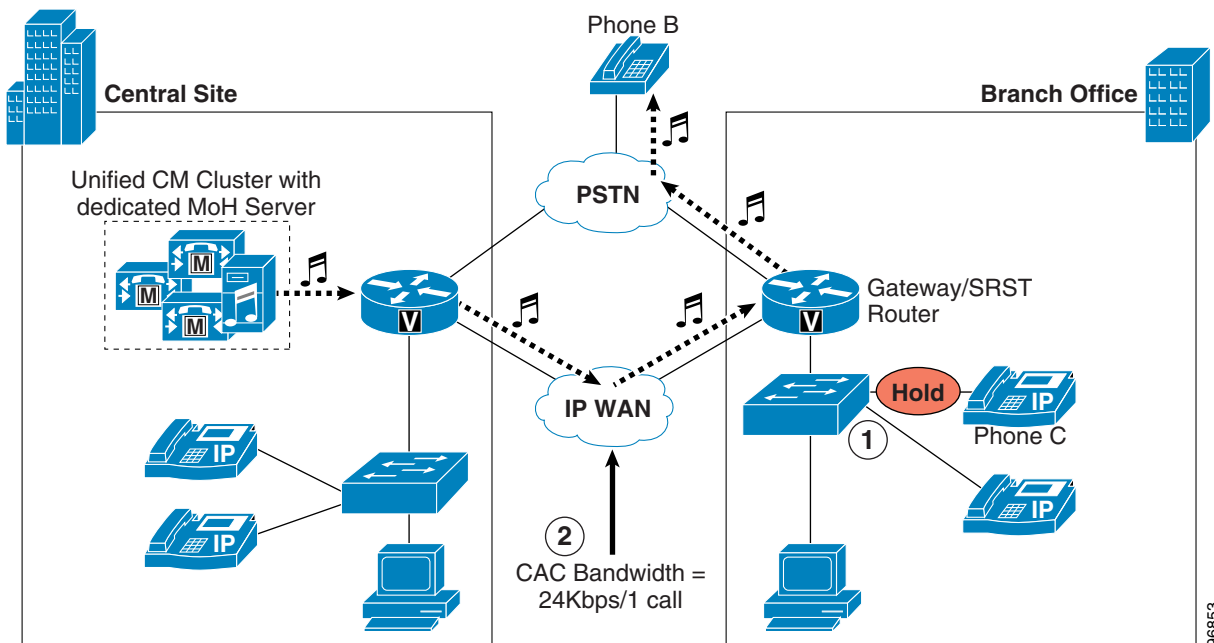 Phone B
Central Site
Branch Office
PSTN
Unified CM Cluster with
dedicated MoH Server
M
M
M
V
V
Gateway/SRST
Router
IP WAN
Hold
IP
Phone C
1
IP
IP
IP
2
CAC Bandwidth =
24Kbps/1 call